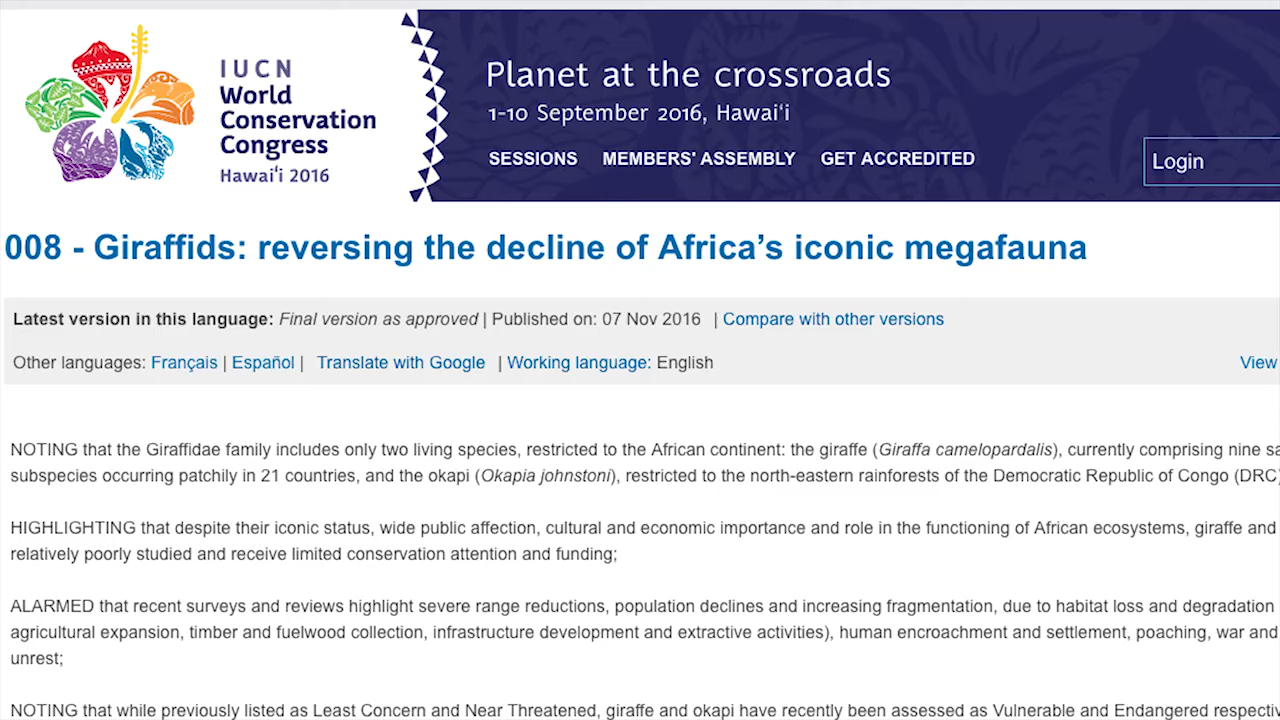 IUCN
World
Conservation
Congress
Hawaiʻi 2016
Planet at the crossroads
1-10 September 2016, Hawaiʻi
SESSIONS MEMBERS' ASSEMBLY GET ACCREDITED
Login
008 - Giraffids: reversing the decline of Africa’s iconic megafauna
Latest version in this language: Final version as approved | Published on: 07 Nov 2016 | Compare with other versions
Other languages: Français | Español | Translate with Google | Working language: English
View
NOTING that the Giraffidae family includes only two living species, restricted to the African continent: the giraffe (Giraffa camelopardalis), currently comprising nine
subspecies occurring patchily in 21 countries, and the okapi (Okapia johnstoni), restricted to the north-eastern rainforests of the Democratic Republic of Congo (DRC)
HIGHLIGHTING that despite their iconic status, wide public affection, cultural and economic importance and role in the functioning of African ecosystems, giraffe and
relatively poorly studied and receive limited conservation attention and funding;
ALARMED that recent surveys and reviews highlight severe range reductions, population declines and increasing fragmentation, due to habitat loss and degradation
agricultural expansion, timber and fuelwood collection, infrastructure development and extractive activities), human encroachment and settlement, poaching, war and
unrest;
NOTING that while previously listed as Least Concern and Near Threatened, giraffe and okapi have recently been assessed as Vulnerable and Endangered